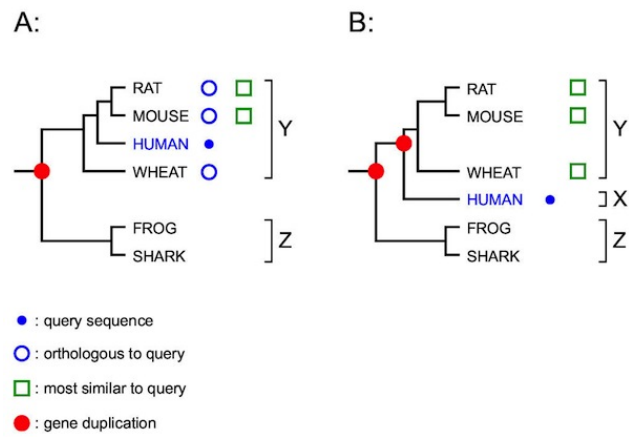 A:
B:
RAT
MOUSE
HUMAN
WHEAT
FROG
SHARK
Y
Z
RAT
MOUSE
WHEAT
HUMAN
FROG
SHARK
Y
X
Z
: query sequence
: orthologous to query
: most similar to query
: gene duplication